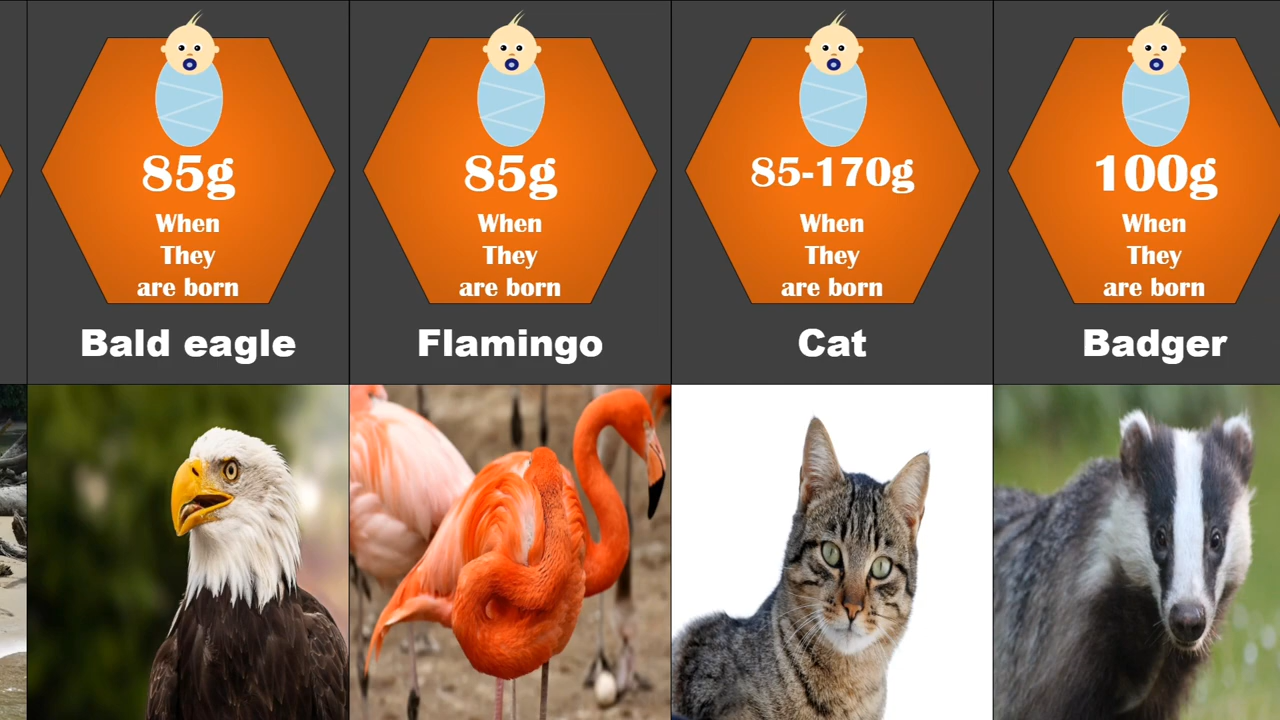 85g
When
They
are born
Bald eagle
85g
When
They
are born
Flamingo
85-170g
When
They
are born
Cat
100g
When
They
are born
Badger